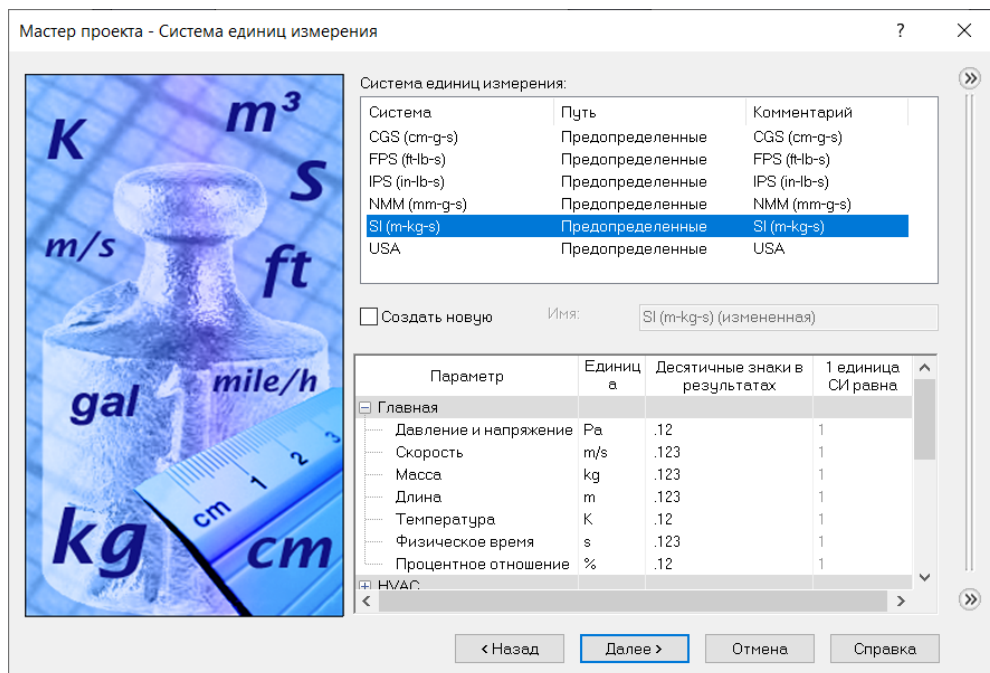 Мастер проекта - Система единиц измерения ?
K
m³
S
m/s
ft
gal
mile/h
cm 1 2 3
kg
cm
Система единиц измерения:
Система Путь Комментарий
CGS (cm-g-s) Предопределенные CGS (cm-g-s)
FPS (ft-lb-s) Предопределенные FPS (ft-lb-s)
IPS (in-lb-s) Предопределенные IPS (in-lb-s)
NMM (mm-g-s) Предопределенные NMM (mm-g-s)
SI (m-kg-s) Предопределенные SI (m-kg-s)
USA Предопределенные USA
Создать новую Имя: SI (m-kg-s) (измененная)
Параметр Единиц Десятичные знаки в 1 единица
а результатах СИ равна
Главная
Давление и напряжение Pa .12 1
Скорость m/s .123 1
Масса kg .123 1
Длина m .123 1
Температура K .12 1
Физическое время s .123 1
Процентное отношение % .12 1
HVAC
< Назад Далее > Отмена Справка